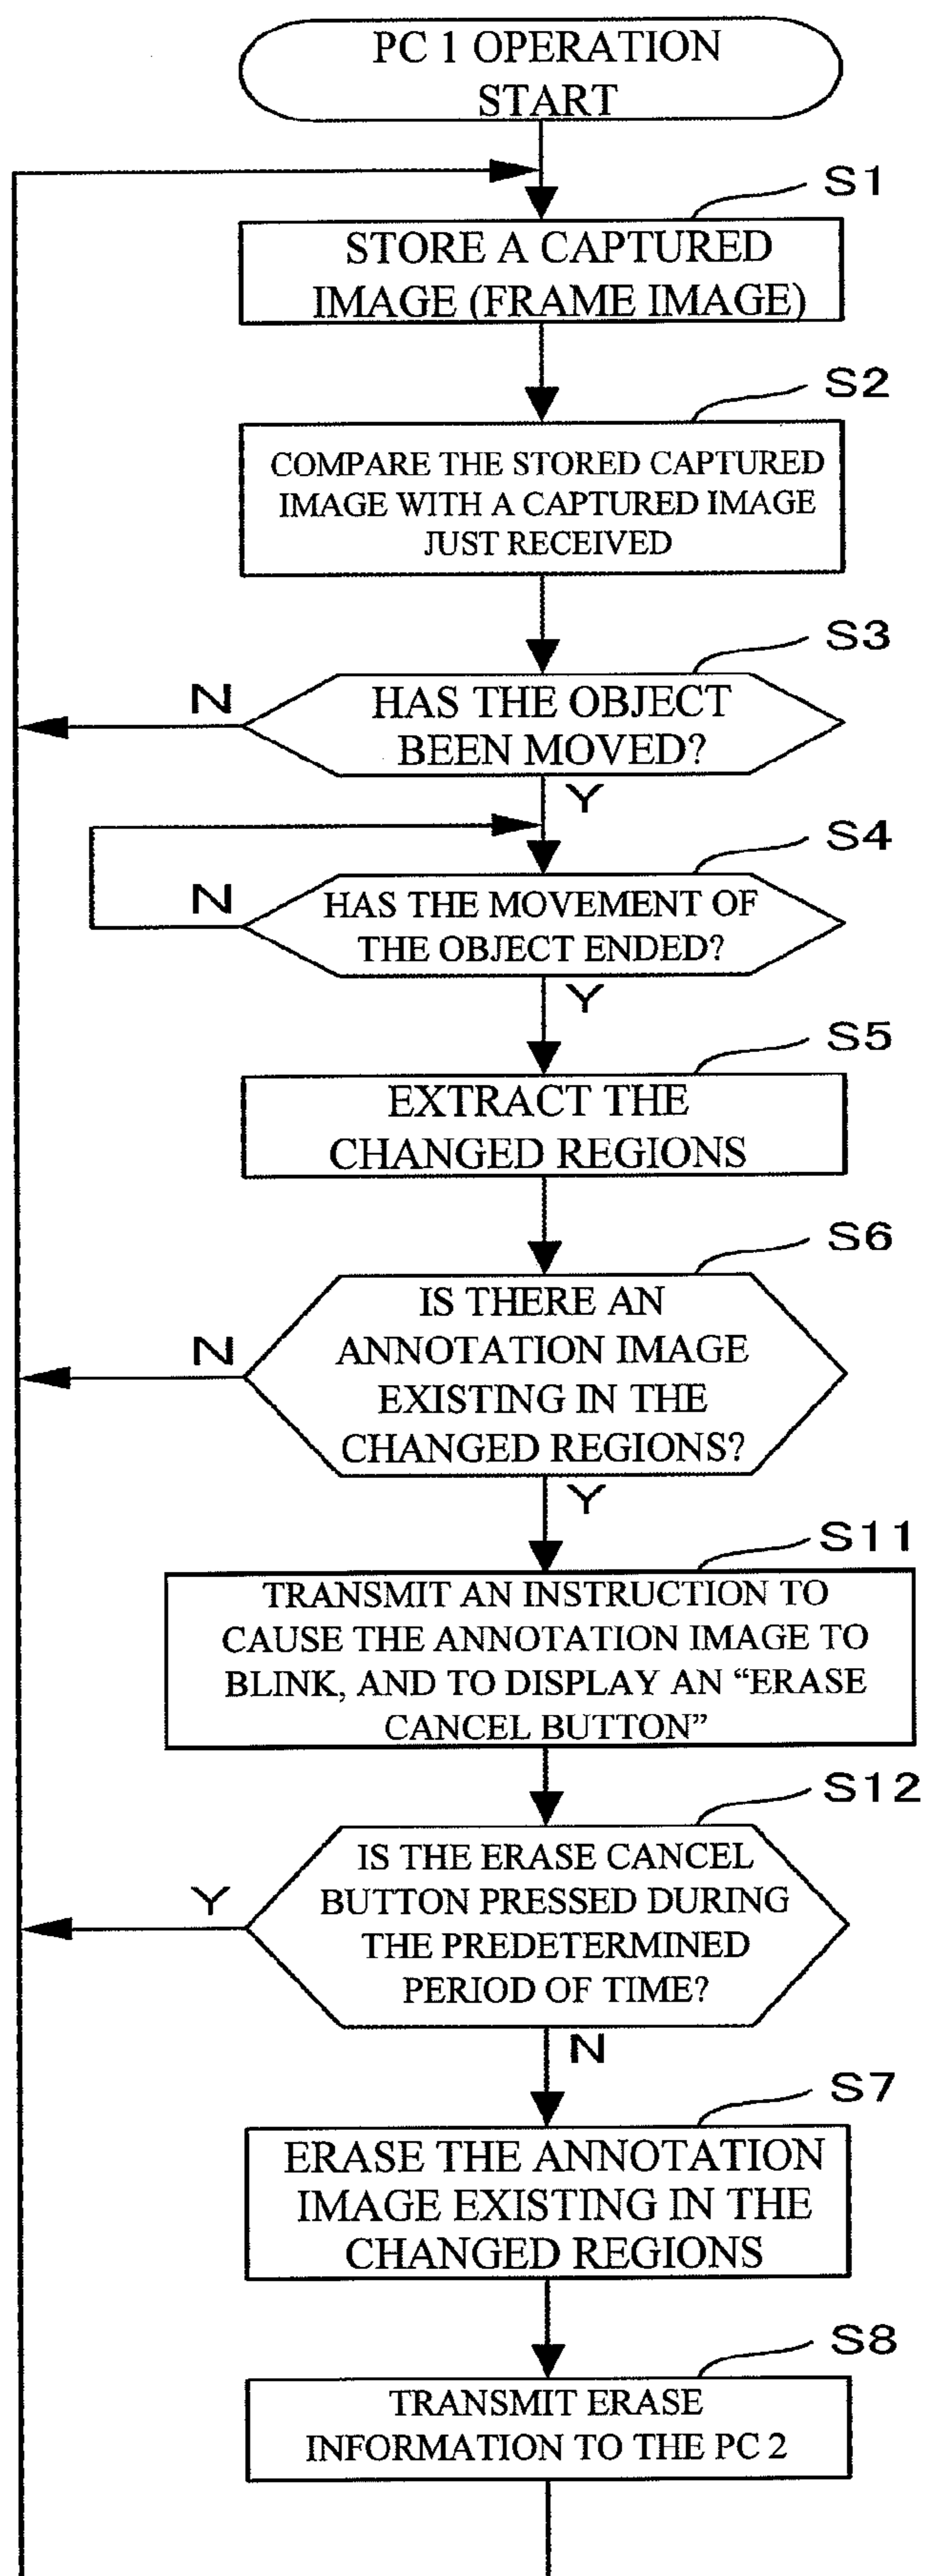 PC 1 OPERATION
START
S1
STORE A CAPTURED
IMAGE (FRAME IMAGE)
S2
COMPARE THE STORED CAPTURED
IMAGE WITH A CAPTURED IMAGE
JUST RECEIVED
S3
N
HAS THE OBJECT
BEEN MOVED?
Y
S4
N
HAS THE MOVEMENT OF
THE OBJECT ENDED?
Y
S5
EXTRACT THE
CHANGED REGIONS
S6
N
IS THERE AN
ANNOTATION IMAGE
EXISTING IN THE
CHANGED REGIONS?
Y
S11
TRANSMIT AN INSTRUCTION TO
CAUSE THE ANNOTATION IMAGE TO
BLINK, AND TO DISPLAY AN “ERASE
CANCEL BUTTON”
S12
Y
IS THE ERASE CANCEL
BUTTON PRESSED DURING
THE PREDETERMINED
PERIOD OF TIME?
N
S7
ERASE THE ANNOTATION
IMAGE EXISTING IN THE
CHANGED REGIONS
S8
TRANSMIT ERASE
INFORMATION TO THE PC 2